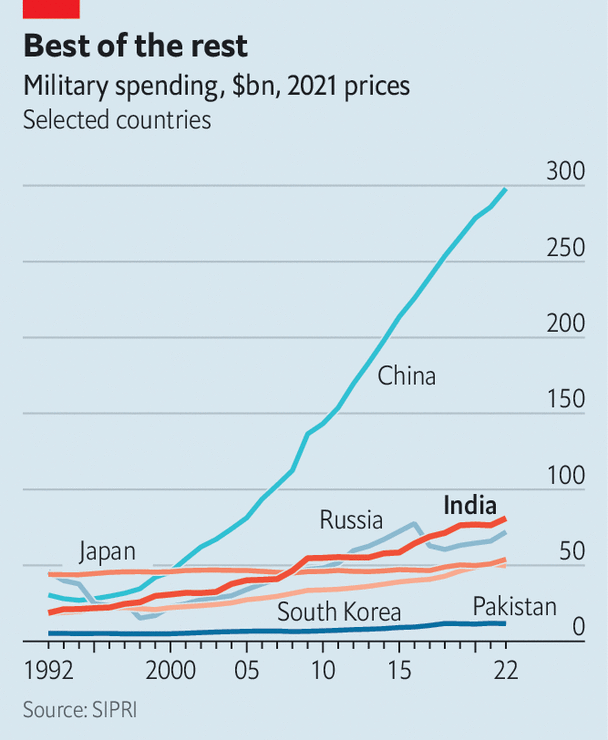 Best of the rest
Military spending, $bn, 2021 prices
Selected countries
300
250
200
China
150
100
India
Russia
Japan
50
South Korea
Pakistan
0
1992 2000 05 10 15 22
Source: SIPRI